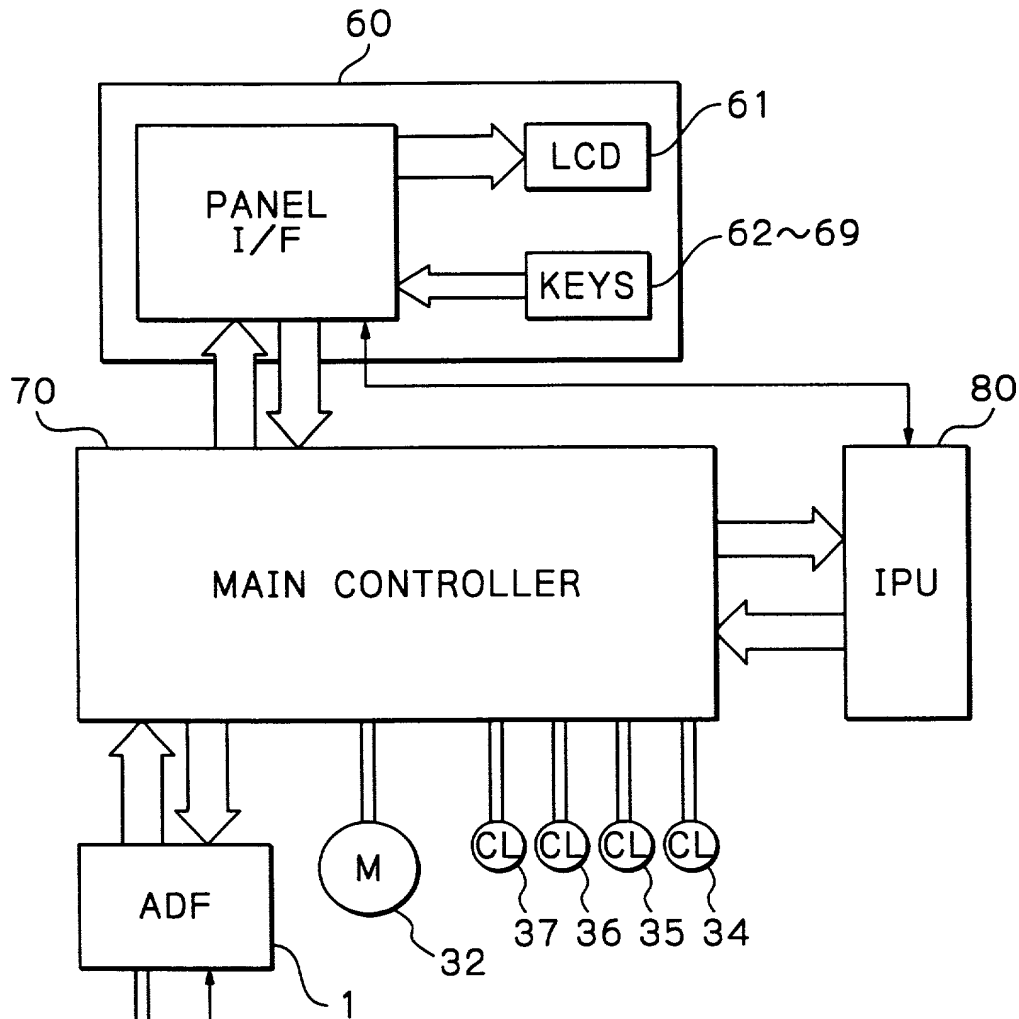 60
61
LCD
PANEL
I/F
62~69
KEYS
70
80
MAIN CONTROLLER
IPU
ADF
M
CL CL CL CL
32
37 36 35 34
1